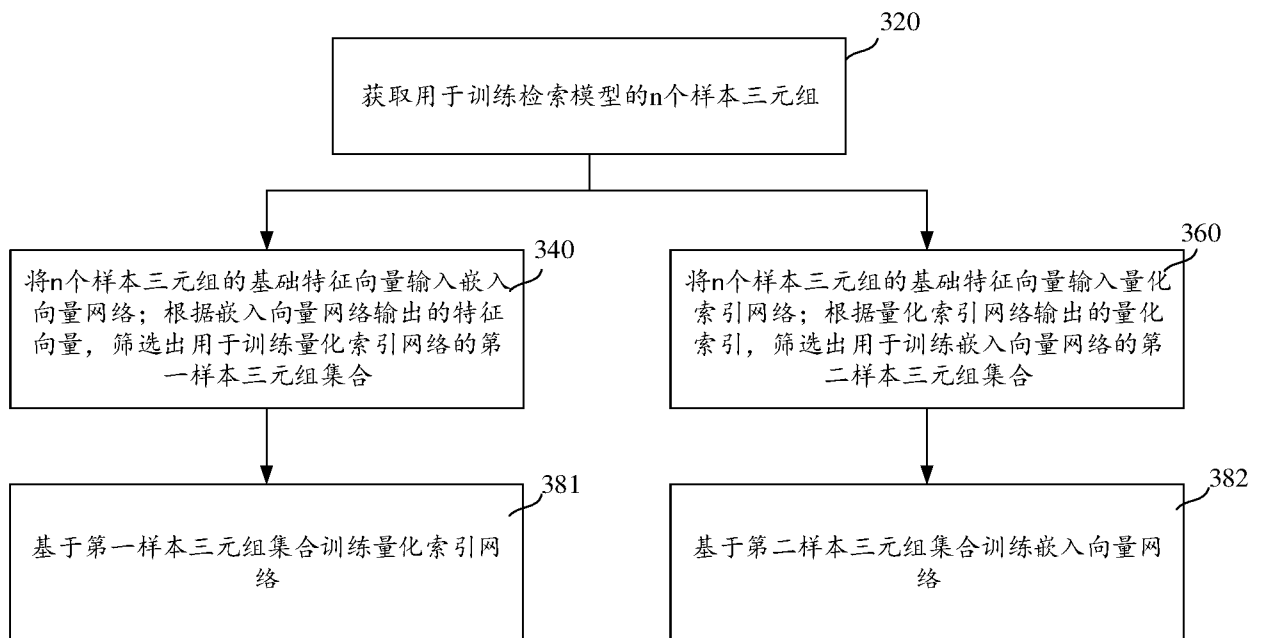 320
获取用于训练检索模型的n个样本三元组
340
将n个样本三元组的基础特征向量输入嵌入
向量网络；根据嵌入向量网络输出的特征
向量，筛选出用于训练量化索引网络的第
一样本三元组集合
360
将n个样本三元组的基础特征向量输入量化
索引网络；根据量化索引网络输出的量化
索引，筛选出用于训练嵌入向量网络的第
二样本三元组集合
381
基于第一样本三元组集合训练量化索引网
络
382
基于第二样本三元组集合训练嵌入向量网
络